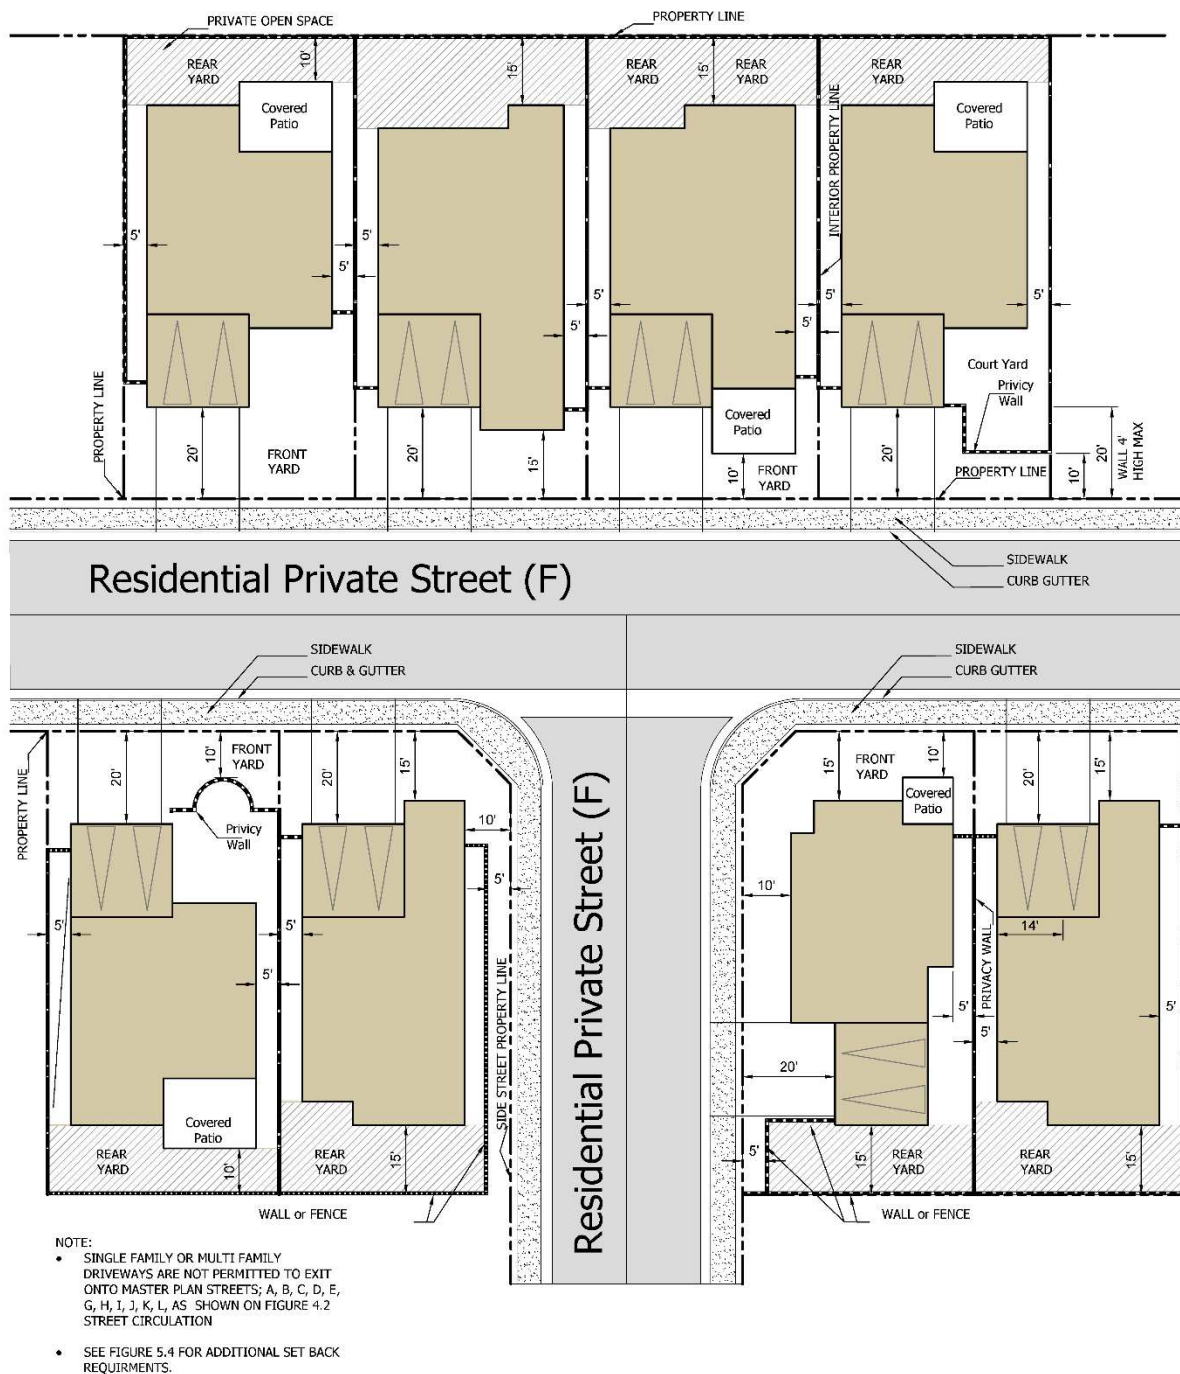 PRIVATE OPEN SPACE
PROPERTY LINE
REAR
YARD
10'
15'
REAR
YARD
15'
REAR
YARD
REAR
YARD
Covered
Patio
Covered
Patio
INTERIOR PROPERTY LINE
5'
5'
5'
5'
5'
5'
5'
5'
Court Yard
Privicy
Wall
PROPERTY LINE
20'
FRONT
YARD
20'
15'
Covered
Patio
10'
FRONT
YARD
20'
PROPERTY LINE
10'
20'
WALL 4'
HIGH MAX
SIDEWALK
CURB GUTTER
Residential Private Street (F)
SIDEWALK
CURB & GUTTER
SIDEWALK
CURB GUTTER
PROPERTY LINE
20'
10'
FRONT
YARD
20'
15'
Privicy
Wall
10'
5'
5'
5'
5'
Covered
Patio
SIDE STREET PROPERTY LINE
REAR
YARD
10'
REAR
YARD
15'
WALL or FENCE
Residential Private Street (F)
15'
FRONT
YARD
10'
Covered
Patio
20'
15'
10'
14'
PRIVACY WALL
5'
5'
5'
20'
5'
15'
REAR
YARD
REAR
YARD
15'
WALL or FENCE
NOTE:
• SINGLE FAMILY OR MULTI FAMILY
DRIVEWAYS ARE NOT PERMITTED TO EXIT
ONTO MASTER PLAN STREETS; A, B, C, D, E,
G, H, I, J, K, L, AS SHOWN ON FIGURE 4.2
STREET CIRCULATION
• SEE FIGURE 5.4 FOR ADDITIONAL SET BACK
REQUIRMENTS.